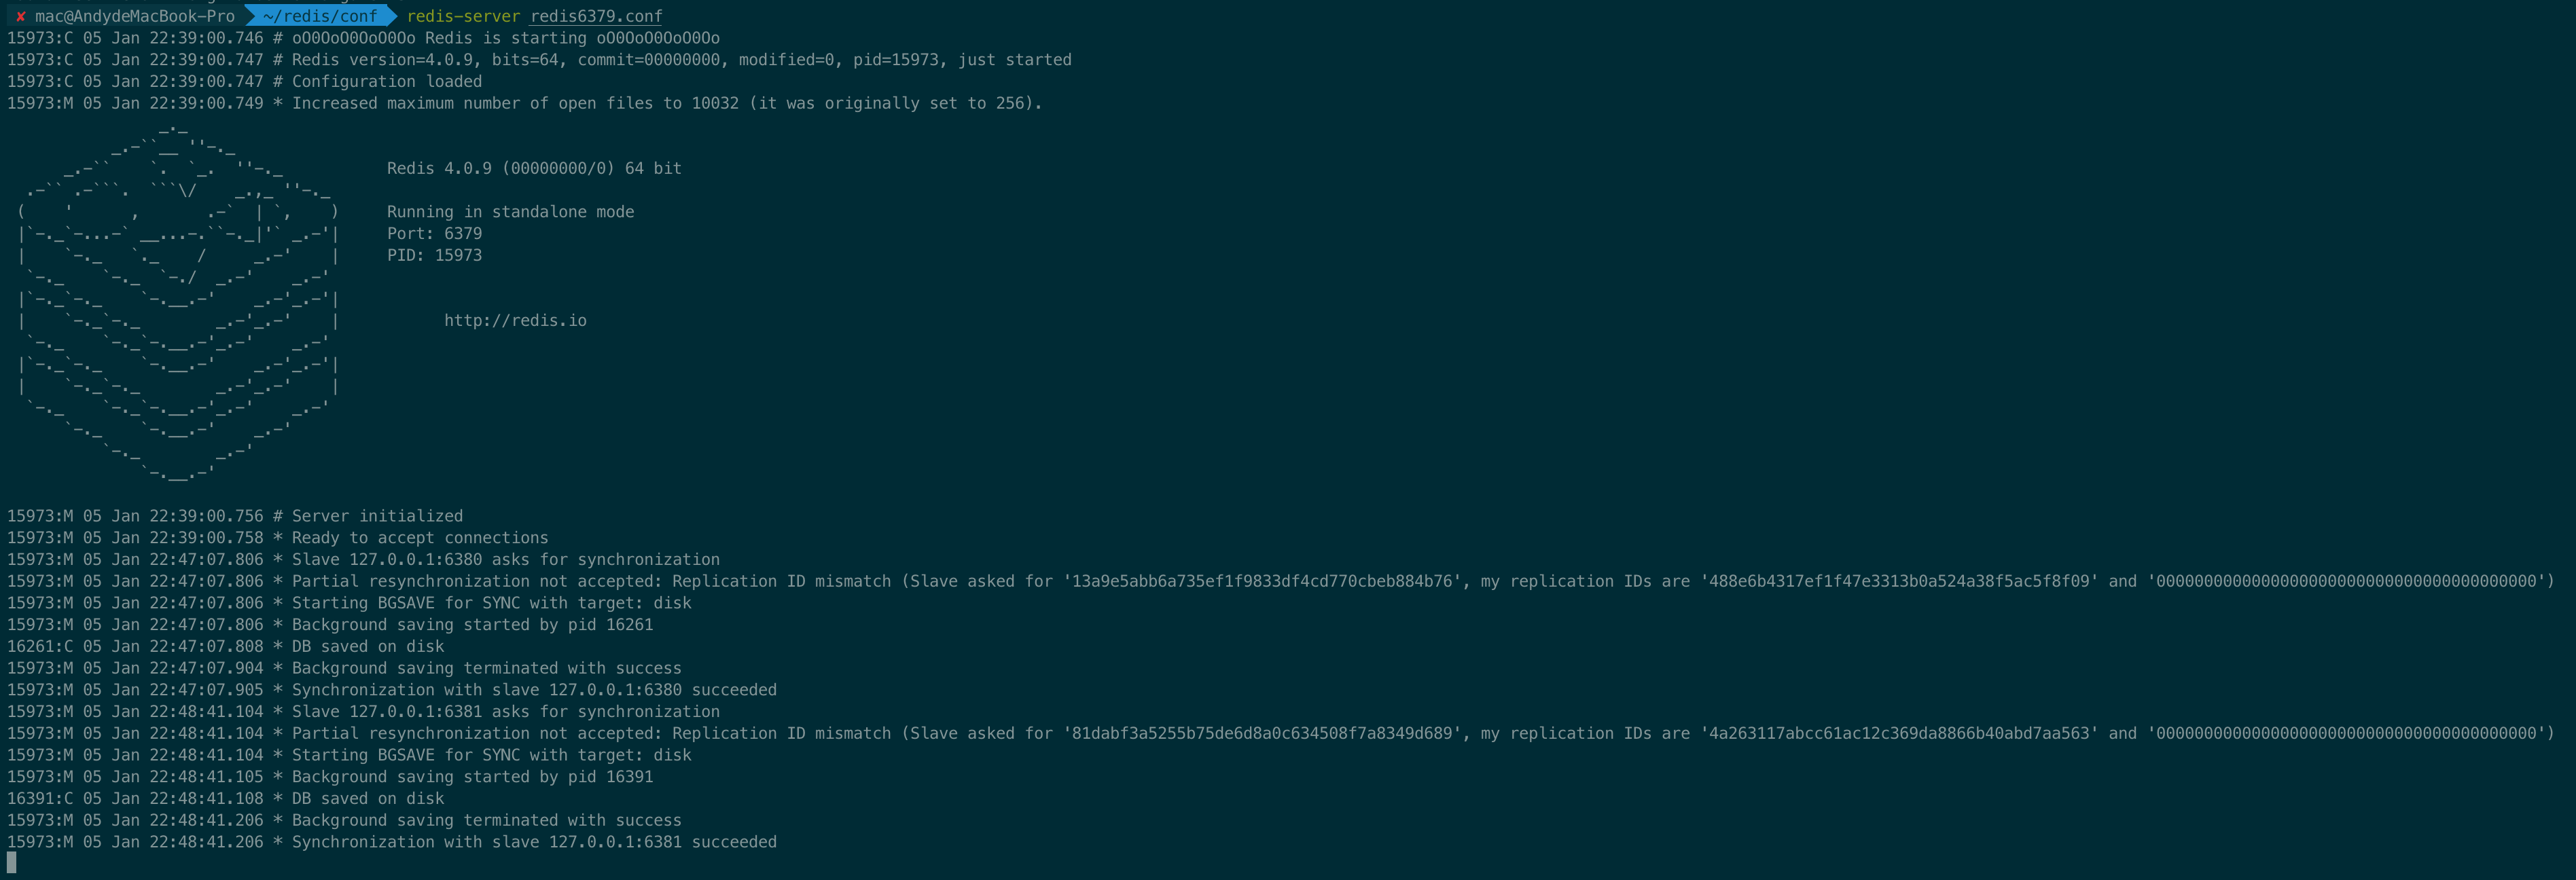 ✘ mac@AndydeMacBook-Pro ~/redis/conf redis-server redis6379.conf
15973:C 05 Jan 22:39:00.746 # oO0OoO0OoO0Oo Redis is starting oO0OoO0OoO0Oo
15973:C 05 Jan 22:39:00.747 # Redis version=4.0.9, bits=64, commit=00000000, modified=0, pid=15973, just started
15973:C 05 Jan 22:39:00.747 # Configuration loaded
15973:M 05 Jan 22:39:00.749 * Increased maximum number of open files to 10032 (it was originally set to 256).
Redis 4.0.9 (00000000/0) 64 bit
Running in standalone mode
Port: 6379
PID: 15973
http://redis.io
15973:M 05 Jan 22:39:00.756 # Server initialized
15973:M 05 Jan 22:39:00.758 * Ready to accept connections
15973:M 05 Jan 22:47:07.806 * Slave 127.0.0.1:6380 asks for synchronization
15973:M 05 Jan 22:47:07.806 * Partial resynchronization not accepted: Replication ID mismatch (Slave asked for '13a9e5abb6a735ef1f9833df4cd770cbeb884b76', my replication IDs are '488e6b4317ef1f47e3313b0a524a38f5ac5f8f09' and '0000000000000000000000000000000000000000')
15973:M 05 Jan 22:47:07.806 * Starting BGSAVE for SYNC with target: disk
15973:M 05 Jan 22:47:07.806 * Background saving started by pid 16261
16261:C 05 Jan 22:47:07.808 * DB saved on disk
15973:M 05 Jan 22:47:07.904 * Background saving terminated with success
15973:M 05 Jan 22:47:07.905 * Synchronization with slave 127.0.0.1:6380 succeeded
15973:M 05 Jan 22:48:41.104 * Slave 127.0.0.1:6381 asks for synchronization
15973:M 05 Jan 22:48:41.104 * Partial resynchronization not accepted: Replication ID mismatch (Slave asked for '81dabf3a5255b75de6d8a0c634508f7a8349d689', my replication IDs are '4a263117abcc61ac12c369da8866b40abd7aa563' and '0000000000000000000000000000000000000000')
15973:M 05 Jan 22:48:41.104 * Starting BGSAVE for SYNC with target: disk
15973:M 05 Jan 22:48:41.105 * Background saving started by pid 16391
16391:C 05 Jan 22:48:41.108 * DB saved on disk
15973:M 05 Jan 22:48:41.206 * Background saving terminated with success
15973:M 05 Jan 22:48:41.206 * Synchronization with slave 127.0.0.1:6381 succeeded